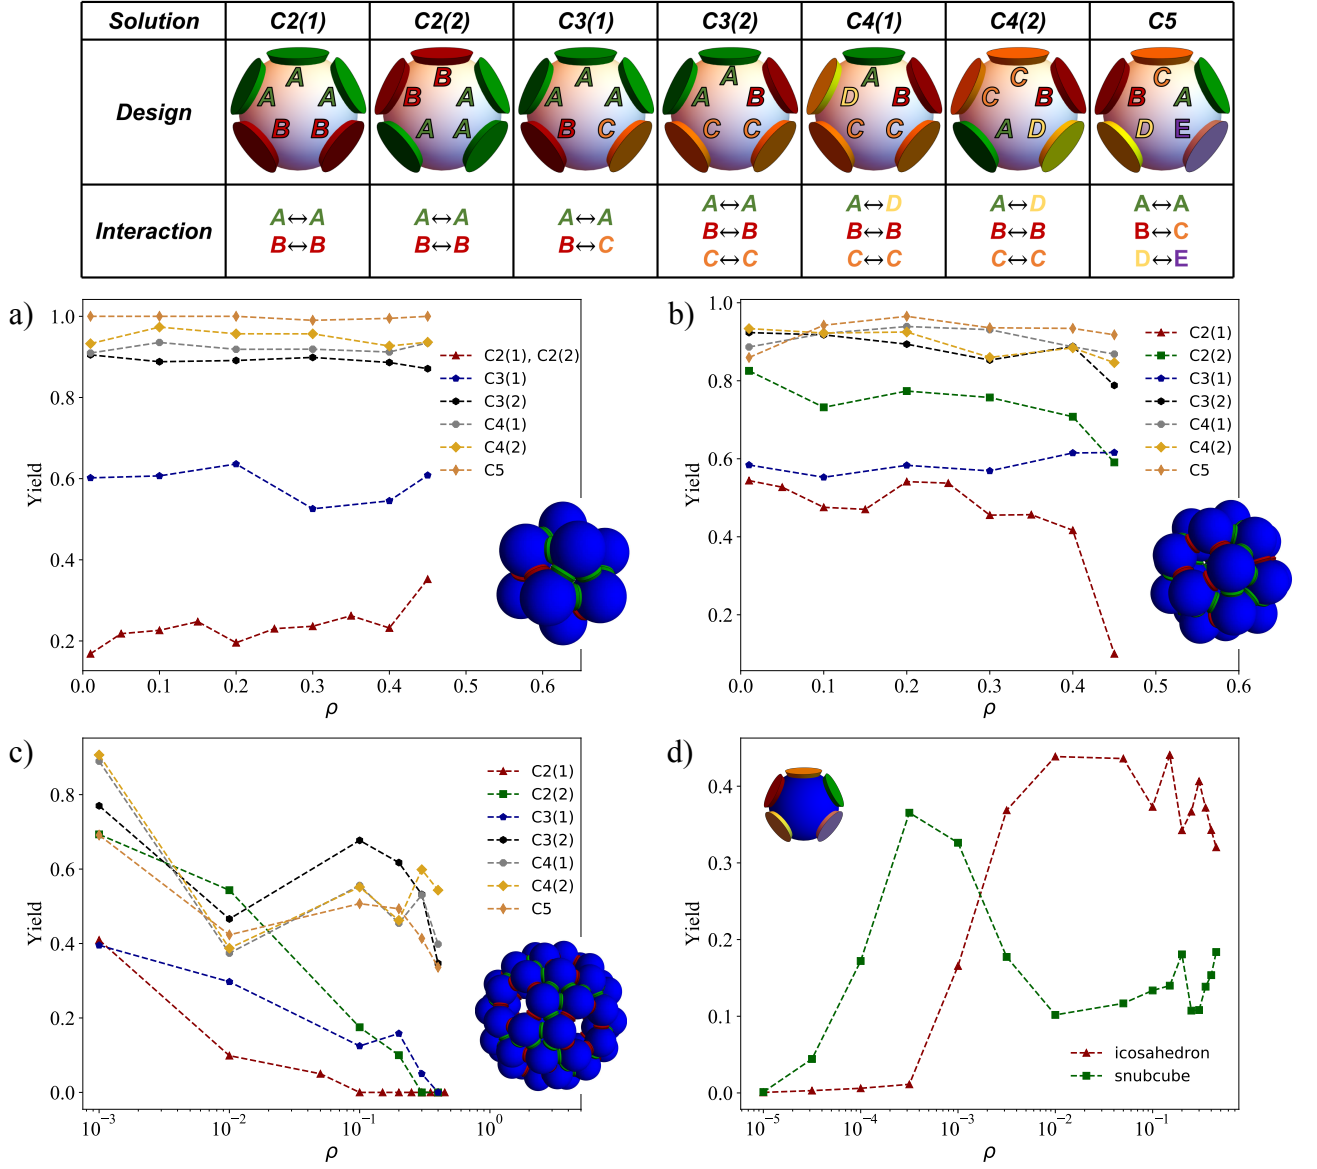 Solution C2(1) C2(2) C3(1) C3(2) C4(1) C4(2) C5
Design
A A A B B
B B A A A
A A A B C
A A B C C
A D B C C
C C B A D
C B A D E
Interaction
A↔A B↔B
A↔A B↔B
A↔A B↔C
A↔A B↔B C↔C
A↔D B↔B C↔C
A↔D B↔B C↔C
A↔A B↔C D↔E
a)
Yield
1.0
0.8
0.6
0.4
0.2
0.0 0.1 0.2 0.3 0.4 0.5 0.6
ρ
C2(1), C2(2)
C3(1)
C3(2)
C4(1)
C4(2)
C5
b)
Yield
1.0
0.8
0.6
0.4
0.2
0.0 0.1 0.2 0.3 0.4 0.5 0.6
ρ
C2(1)
C2(2)
C3(1)
C3(2)
C4(1)
C4(2)
C5
c)
Yield
0.8
0.6
0.4
0.2
0.0
10⁻³ 10⁻² 10⁻¹ 10⁰
ρ
C2(1)
C2(2)
C3(1)
C3(2)
C4(1)
C4(2)
C5
d)
Yield
0.4
0.3
0.2
0.1
0.0
10⁻⁵ 10⁻⁴ 10⁻³ 10⁻² 10⁻¹
ρ
icosahedron
snubcube